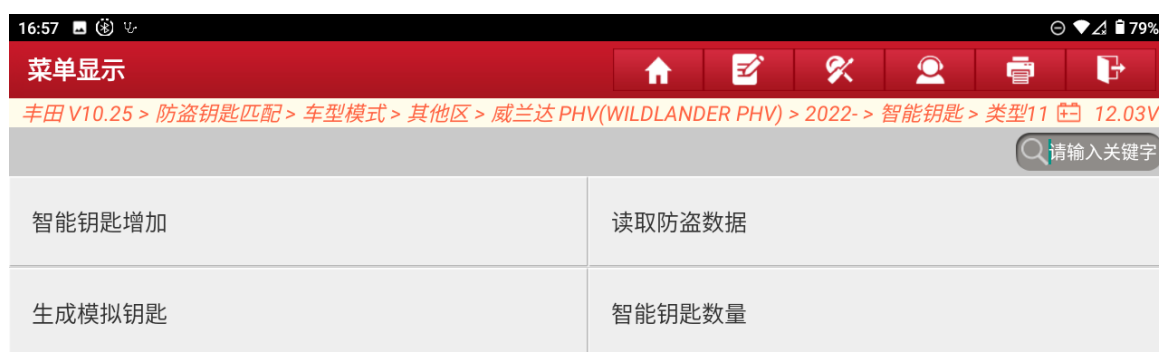 16:57 79%
菜单显示
丰田 V10.25 > 防盗钥匙匹配 > 车型模式 > 其他区 > 威兰达 PHV(WILDLANDER PHV) > 2022- > 智能钥匙 > 类型11 12.03V
请输入关键字
智能钥匙增加 读取防盗数据
生成模拟钥匙 智能钥匙数量